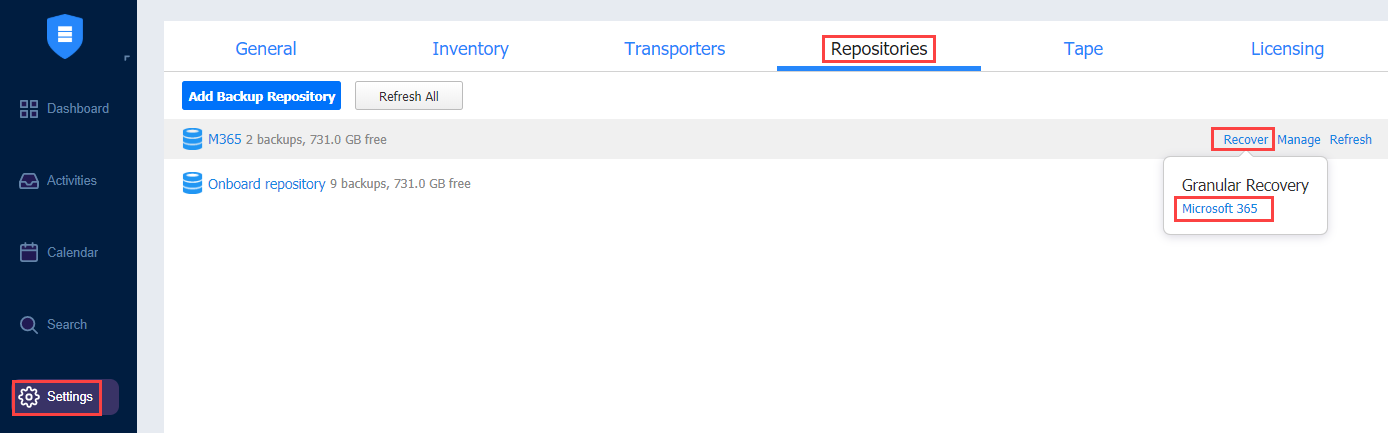 General Inventory Transporters Repositories Tape Licensing
Add Backup Repository Refresh All
Dashboard
M365 2 backups, 731.0 GB free Recover Manage Refresh
Activities
Onboard repository 9 backups, 731.0 GB free
Granular Recovery
Microsoft 365
Calendar
Search
Settings